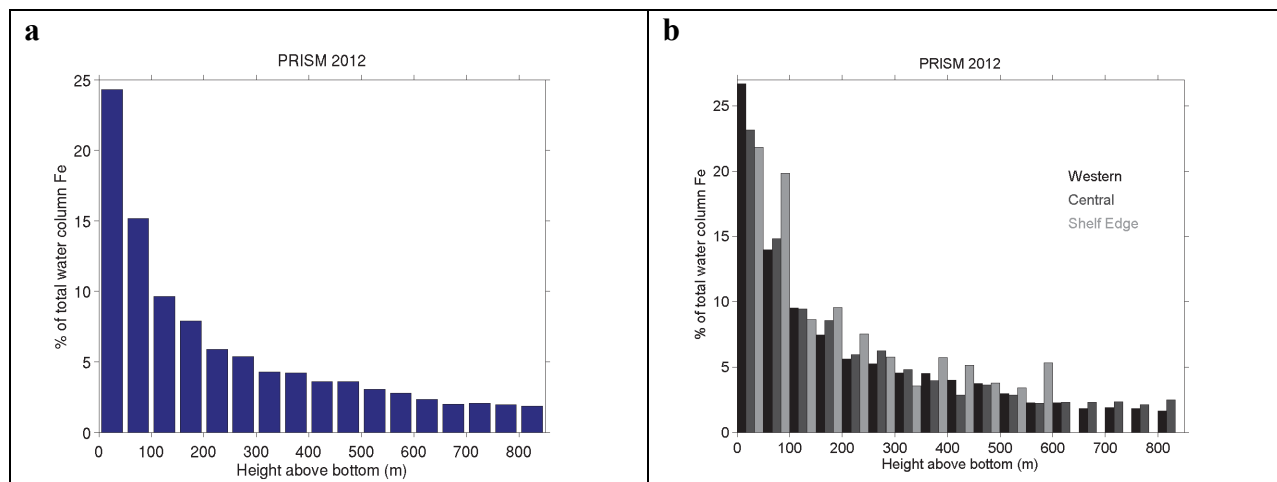 a
PRISM 2012
25
20
15
10
5
0
% of total water column Fe
0 100 200 300 400 500 600 700 800
Height above bottom (m)
b
PRISM 2012
25
20
15
10
5
0
% of total water column Fe
Western
Central
Shelf Edge
0 100 200 300 400 500 600 700 800
Height above bottom (m)